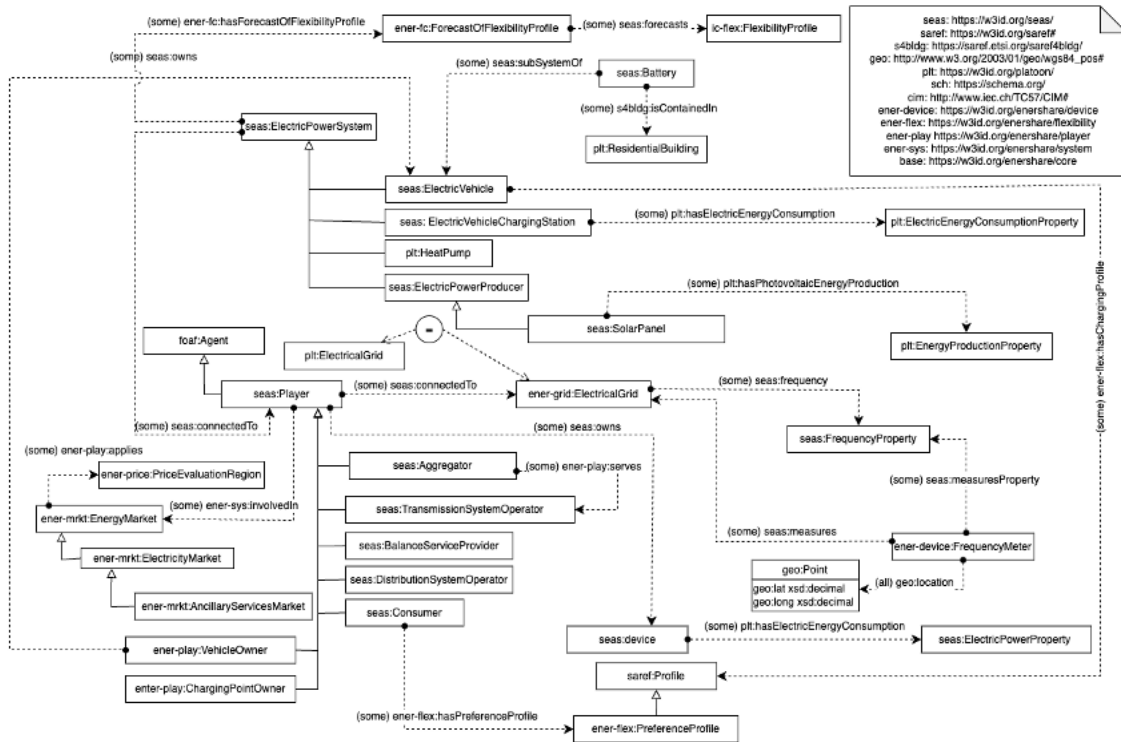 (some) ener-fc:hasForecastOfFlexibilityProfile
ener-fc:ForecastOfFlexibilityProfile
(some) seas:forecasts
ic-flex:FlexibilityProfile
seas: https://w3id.org/seas/
saref: https://w3id.org/saref#
s4bldg: https://saref.etsi.org/saref4bldg/
geo: http://www.w3.org/2003/01/geo/wgs84_pos#
plt: https://w3id.org/platoon/
sch: https://schema.org/
cim: http://www.iec.ch/TC57/CIM#
ener-device: https://w3id.org/enershare/device
ener-flex: https://w3id.org/enershare/flexibility
ener-play https://w3id.org/enershare/player
ener-sys: https://w3id.org/enershare/system
base: https://w3id.org/enershare/core
(some) seas:owns
(some) seas:subSystemOf
seas:Battery
(some) s4bldg:isContainedIn
seas:ElectricPowerSystem
plt:ResidentialBuilding
seas:ElectricVehicle
seas: ElectricVehicleChargingStation
(some) plt:hasElectricEnergyConsumption
plt:ElectricEnergyConsumptionProperty
plt:HeatPump
seas:ElectricPowerProducer
(some) plt:hasPhotovoltaicEnergyProduction
(some) ener-flex:hasChargingProfile
seas:SolarPanel
=
foaf:Agent
plt:ElectricalGrid
plt:EnergyProductionProperty
seas:Player
(some) seas:connectedTo
ener-grid:ElectricalGrid
(some) seas:frequency
(some) seas:connectedTo
(some) seas:owns
seas:FrequencyProperty
(some) ener-play:applies
ener-price:PriceEvaluationRegion
seas:Aggregator
(some) ener-play:serves
(some) seas:measuresProperty
(some) ener-sys:involvedIn
ener-mrkt:EnergyMarket
seas:TransmissionSystemOperator
(some) seas:measures
ener-mrkt:ElectricityMarket
seas:BalanceServiceProvider
ener-device:FrequencyMeter
geo:Point
geo:lat xsd:decimal
geo:long xsd:decimal
(all) geo:location
seas:DistributionSystemOperator
ener-mrkt:AncillaryServicesMarket
seas:Consumer
(some) plt:hasElectricEnergyConsumption
seas:device
seas:ElectricPowerProperty
ener-play:VehicleOwner
saref:Profile
enter-play:ChargingPointOwner
(some) ener-flex:hasPreferenceProfile
ener-flex:PreferenceProfile